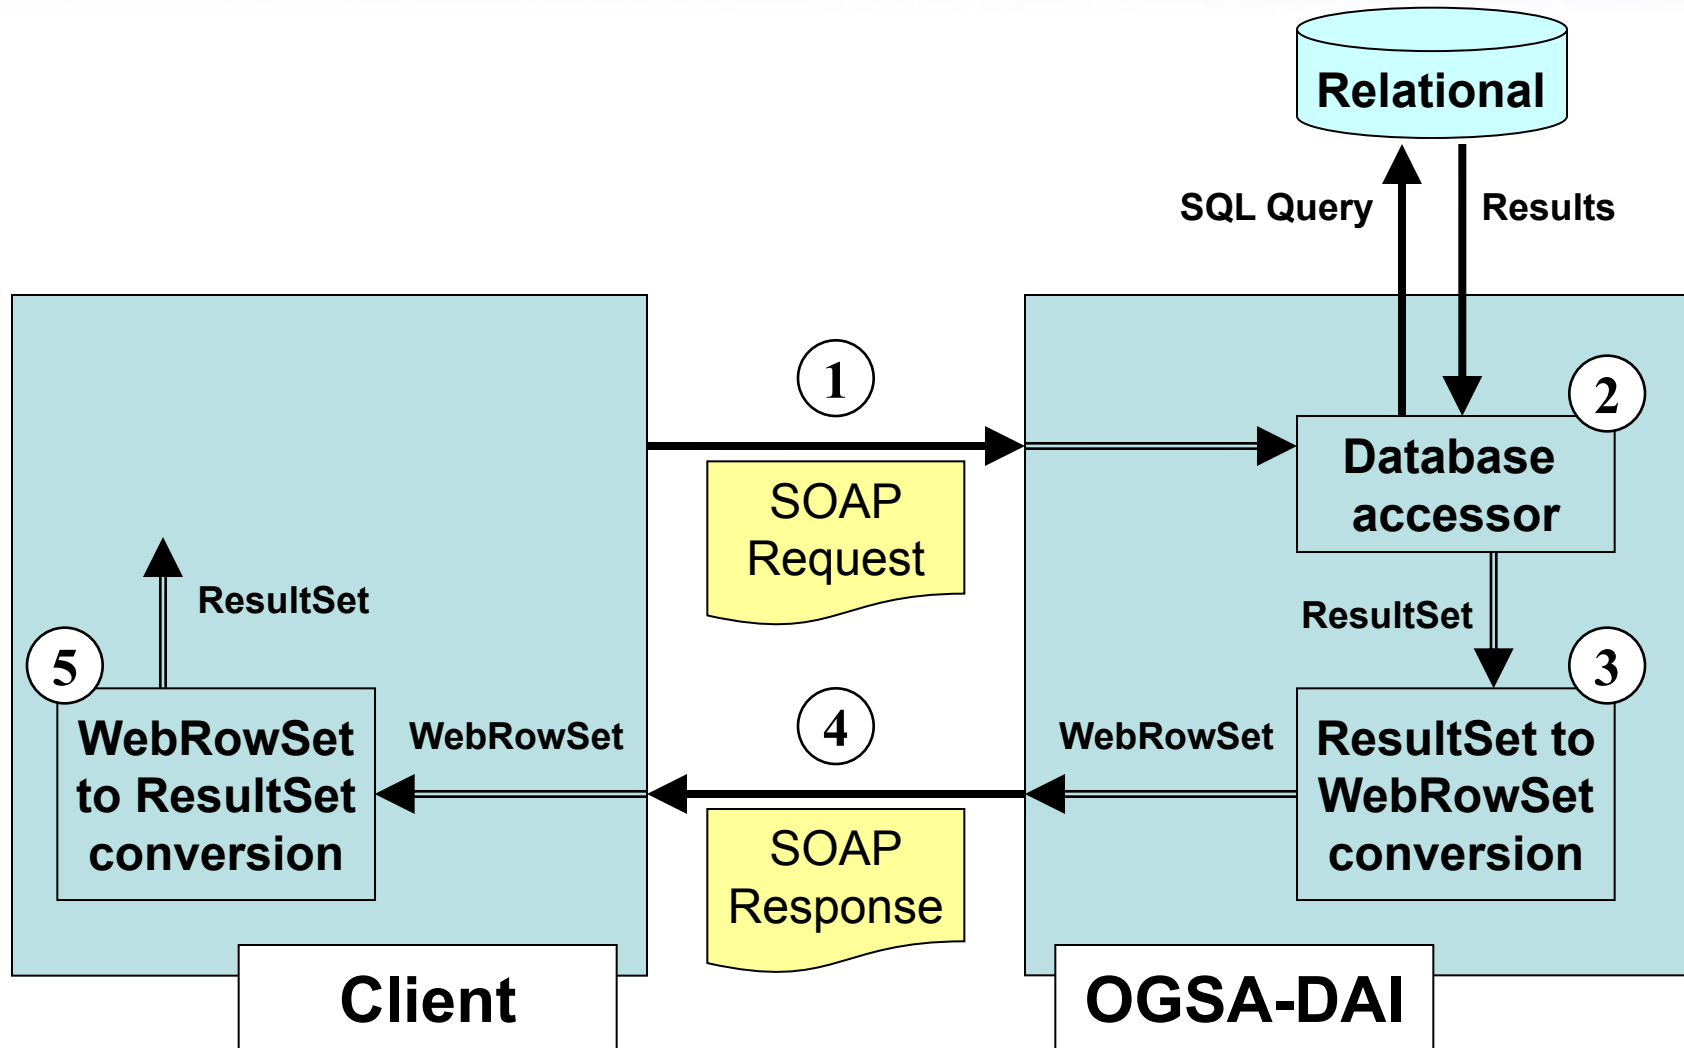 Relational
SQL Query
Results
1
2
SOAP
Request
Database
accessor
ResultSet
ResultSet
5
4
3
WebRowSet
to ResultSet
conversion
WebRowSet
WebRowSet
ResultSet to
WebRowSet
conversion
SOAP
Response
Client
OGSA-DAI